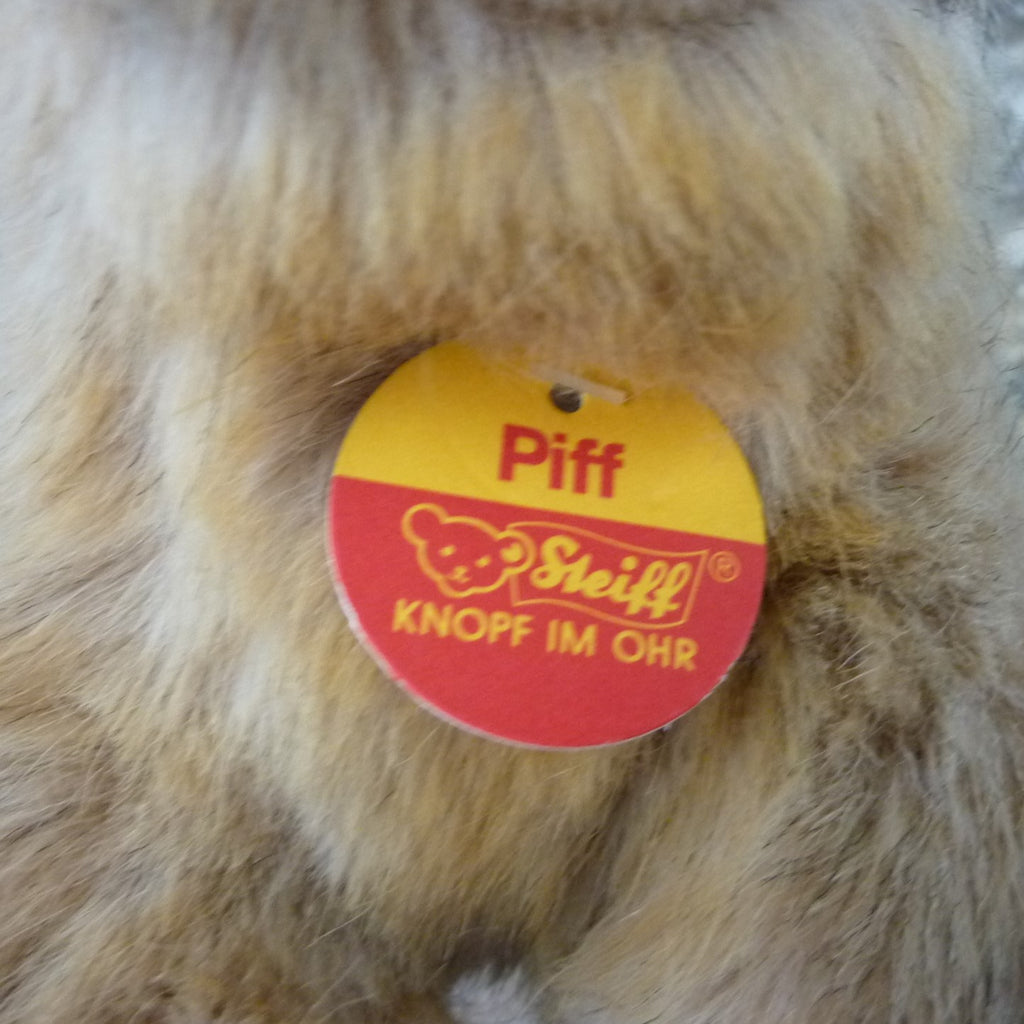 Piff
Steiff®
KNOPF IM OHR